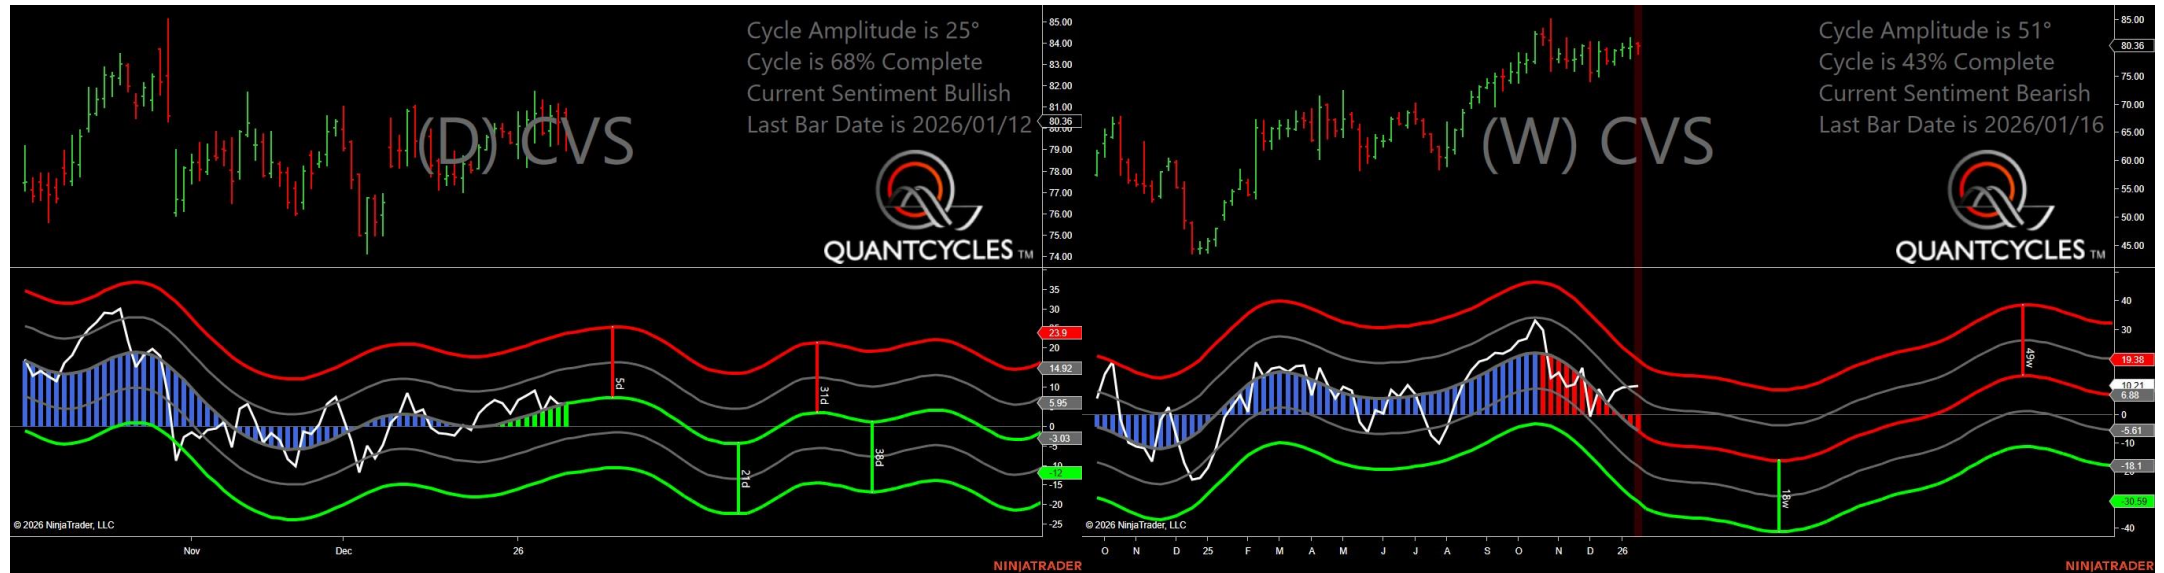 Cycle Amplitude is 25°
Cycle is 68% Complete
Current Sentiment Bullish
Last Bar Date is 2026/01/12
(D) CVS
QUANTCYCLES TM
85.00
84.00
83.00
82.00
81.00
80.36
80.00
79.00
78.00
77.00
76.00
75.00
74.00
35
30
23.9
20
14.92
10
5.95
0
-3.03
-5
-12
-15
-20
-25
5d
21d
31d
38d
© 2026 NinjaTrader, LLC
Nov
Dec
26
NINJATRADER
Cycle Amplitude is 51°
Cycle is 43% Complete
Current Sentiment Bearish
Last Bar Date is 2026/01/16
(W) CVS
QUANTCYCLES TM
85.00
80.36
75.00
70.00
65.00
60.00
55.00
50.00
45.00
40
30
19.38
10.21
6.88
0
-5.61
-10
-18.1
-30.59
-40
18w
49w
© 2026 NinjaTrader, LLC
O N D 25 F M A M J J A S O N D 26
NINJATRADER